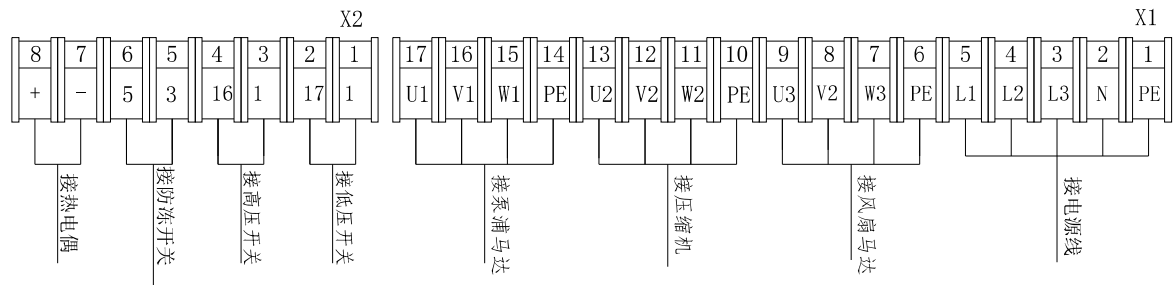 X2 X1
8 7 6 5 4 3 2 1 17 16 15 14 13 12 11 10 9 8 7 6 5 4 3 2 1
+ - 5 3 16 1 17 1 U1 V1 W1 PE U2 V2 W2 PE U3 V2 W3 PE L1 L2 L3 N PE
接热电偶
接防冻开关
接高压开关
接低压开关
接泵浦马达
接压缩机
接风扇马达
接电源线